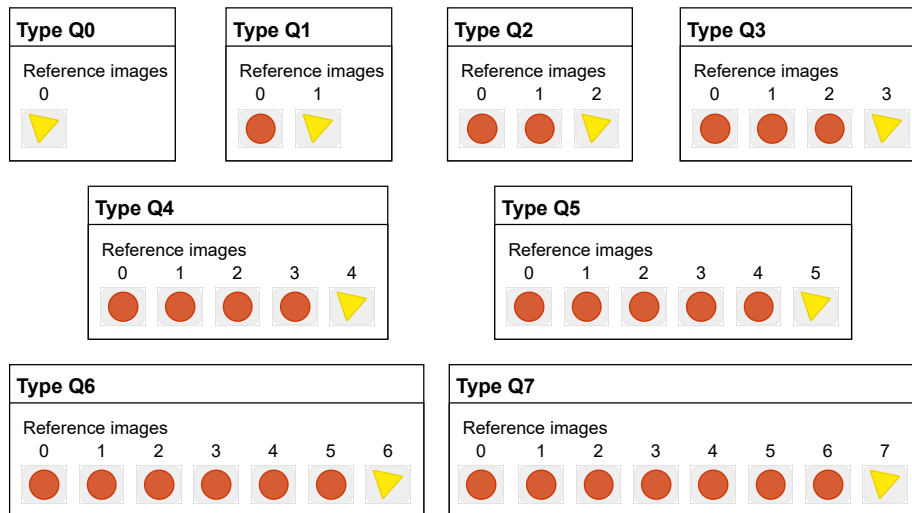 Type Q0
Reference images
0
Type Q1
Reference images
0 1
Type Q2
Reference images
0 1 2
Type Q3
Reference images
0 1 2 3
Type Q4
Reference images
0 1 2 3 4
Type Q5
Reference images
0 1 2 3 4 5
Type Q6
Reference images
0 1 2 3 4 5 6
Type Q7
Reference images
0 1 2 3 4 5 6 7